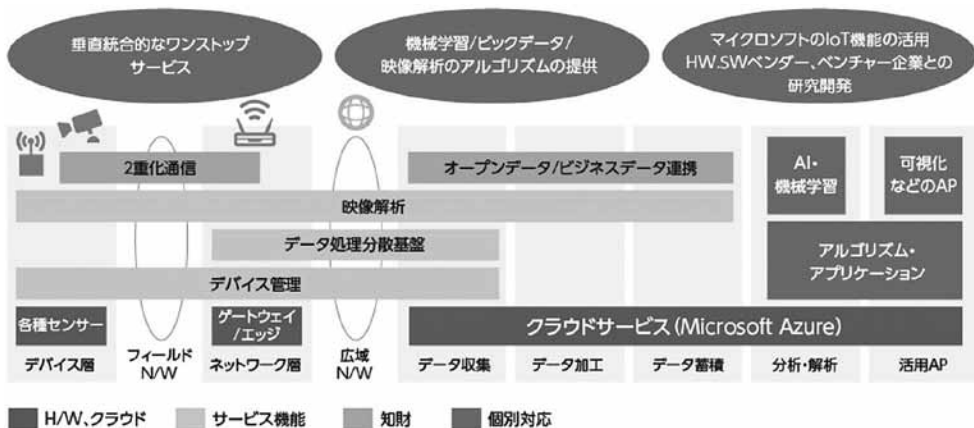 垂直統合的なワンストップ
サービス
機械学習/ビックデータ/
映像解析のアルゴリズムの提供
マイクロソフトのIoT機能の活用
HW.SWベンダー、ベンチャー企業との
研究開発
2重化通信
オープンデータ/ビジネスデータ連携
AI・
機械学習
可視化
などのAP
映像解析
データ処理分散基盤
アルゴリズム・
アプリケーション
デバイス管理
各種センサー
ゲートウェイ
/エッジ
クラウドサービス(Microsoft Azure)
デバイス層
フィールド
N/W
ネットワーク層
広域
N/W
データ収集
データ加工
データ蓄積
分析・解析
活用AP
H/W、クラウド
サービス機能
知財
個別対応